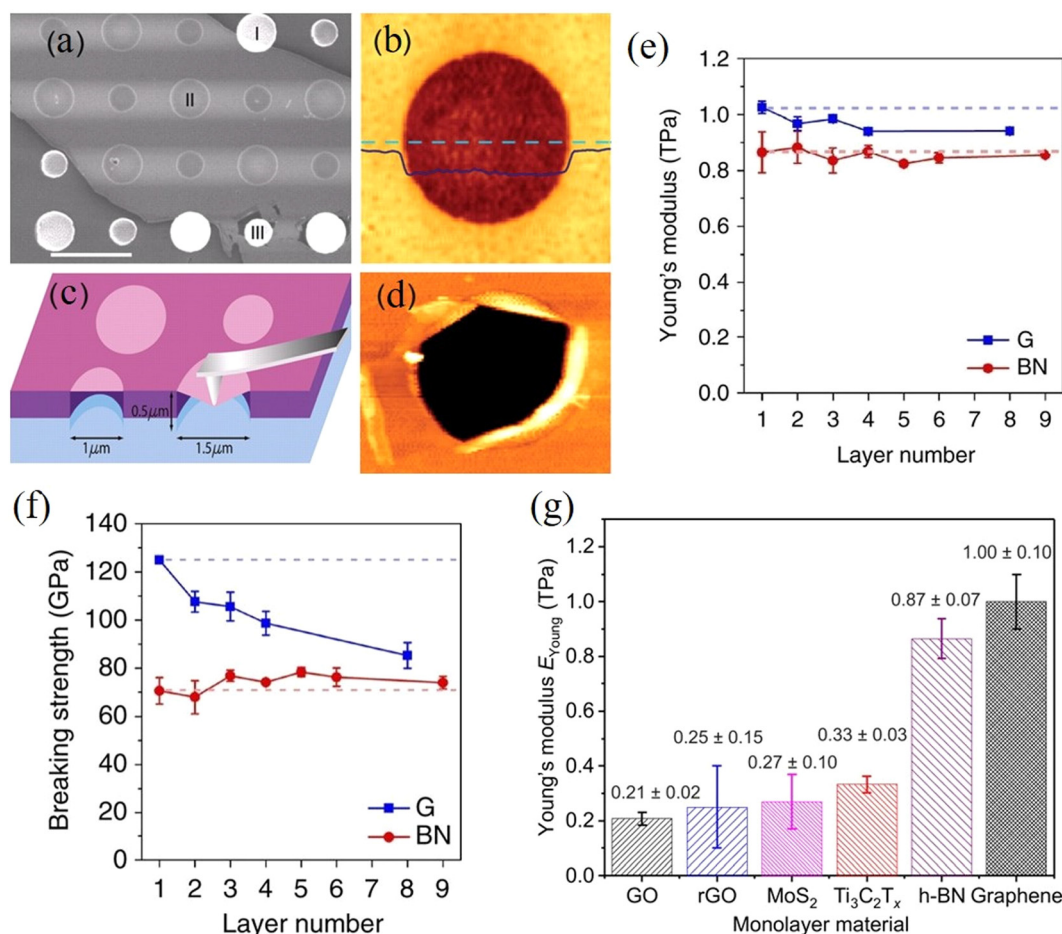 (a)
I
II
III
(b)
(c)
0.5μm
1μm
1.5μm
(d)
(e)
Young's modulus (TPa)
1.2
1.0
0.8
0.6
0.4
0.2
0.0
G
BN
1 2 3 4 5 6 7 8 9
Layer number
(f)
Breaking strength (GPa)
140
120
100
80
60
40
20
0
G
BN
1 2 3 4 5 6 7 8 9
Layer number
(g)
Young's modulus E_Young (TPa)
1.2
1.0
0.8
0.6
0.4
0.2
0.0
0.21 ± 0.02
0.25 ± 0.15
0.27 ± 0.10
0.33 ± 0.03
0.87 ± 0.07
1.00 ± 0.10
GO rGO MoS₂ Ti₃C₂Tₓ h-BN Graphene
Monolayer material